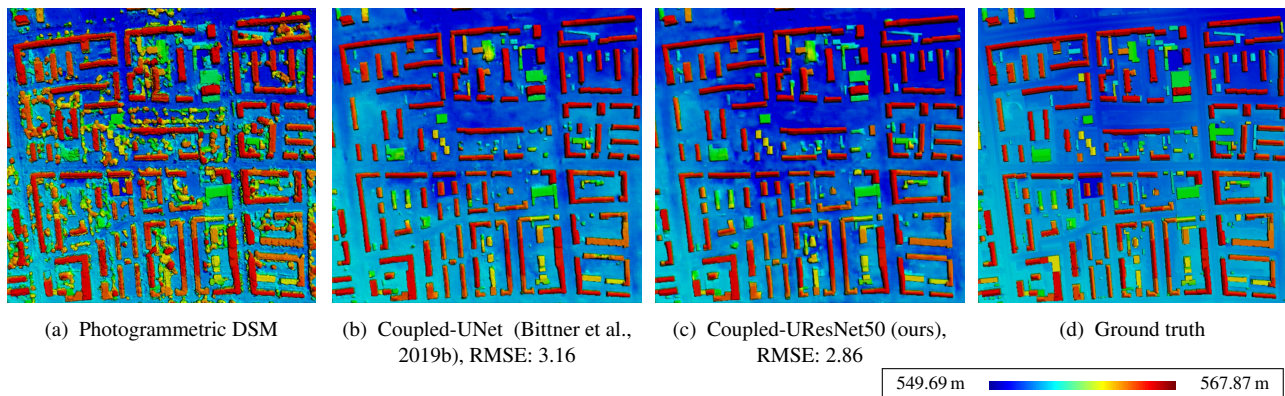 (a) Photogrammetric DSM
(b) Coupled-UNet (Bittner et al., 2019b), RMSE: 3.16
(c) Coupled-UResNet50 (ours), RMSE: 2.86
(d) Ground truth
549.69 m
567.87 m